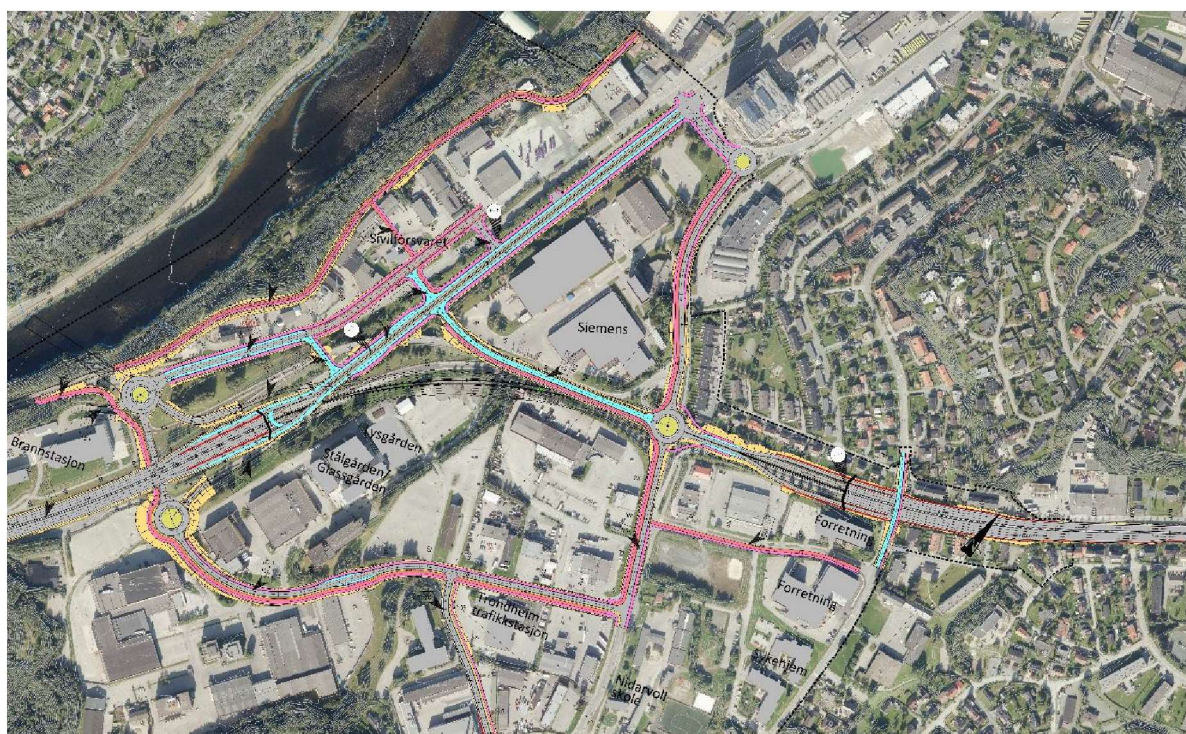 Sivilforsvaret
Siemens
Brannstasjon
Lysgården
Stålgården/
Glassgården
Forretning
Forretning
Trondheim
trafikkstasjon
Sykehjem
Nidarvoll
skole